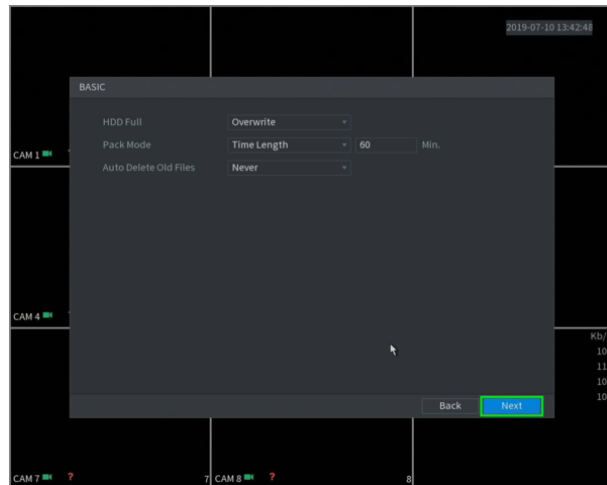 2019-07-10 13:42:48
BASIC
HDD Full Overwrite
Pack Mode Time Length 60 Min.
Auto Delete Old Files Never
CAM 1
CAM 4
Kb/
10
11
10
10
Back Next
CAM 7 ? 7 CAM 8 ? 8